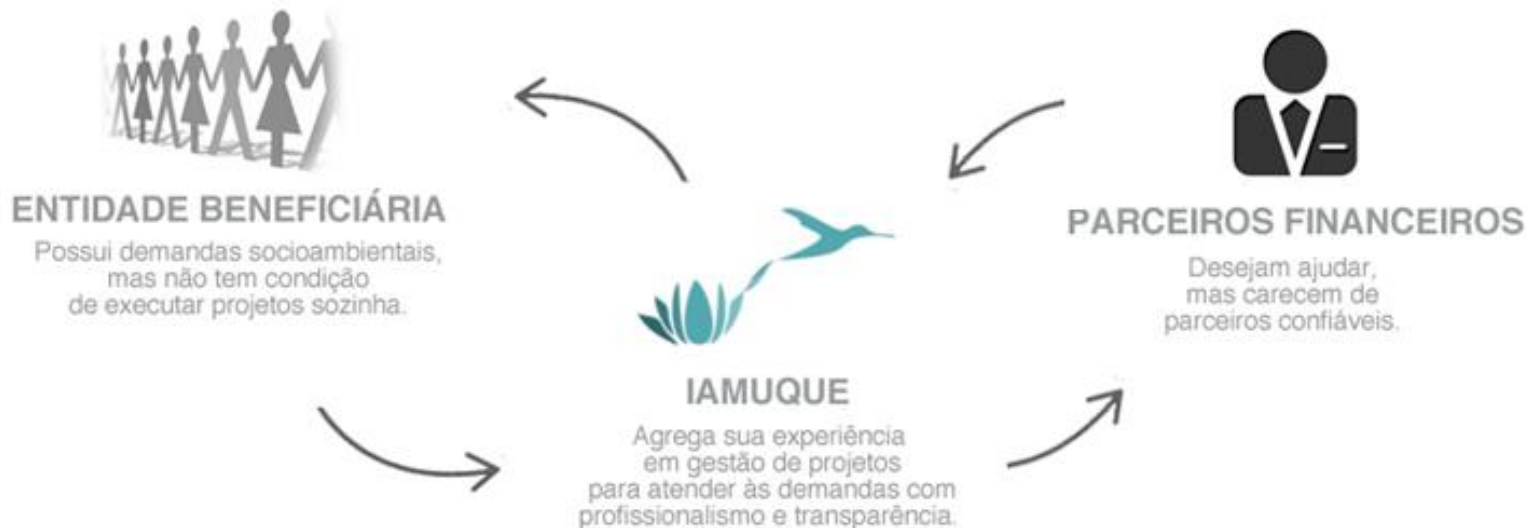 ENTIDADE BENEFICIÁRIA
Possui demandas socioambientais,
mas não tem condição
de executar projetos sozinha.
PARCEIROS FINANCEIROS
Desejam ajudar,
mas carecem de
parceiros confiáveis.
IAMUQUE
Agrega sua experiência
em gestão de projetos
para atender às demandas com
profissionalismo e transparência.